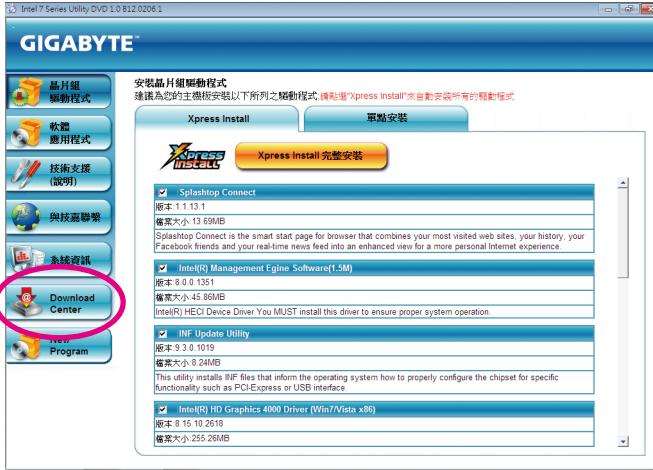 Intel 7 Series Utility DVD 1.0 B12.0206.1
GIGABYTE™
晶片組
驅動程式
軟體
應用程式
技術支援
(說明)
與技嘉聯繫
系統資訊
Download
Center
New
Program
安裝晶片組驅動程式
建議為您的主機板安裝以下所列之驅動程式;請點選"Xpress Install"來自動安裝所有的驅動程式
Xpress Install
單點安裝
Xpress
INSTALL
Xpress Install 完整安裝
Splashtop Connect
版本:1.1.13.1
檔案大小:13.69MB
Splashtop Connect is the smart start page for browser that combines your most visited web sites, your history, your
Facebook friends and your real-time news feed into an enhanced view for a more personal Internet experience.
Intel(R) Management Egine Software(1.5M)
版本:8.0.0.1351
檔案大小:45.86MB
Intel(R) HECI Device Driver You MUST install this driver to ensure proper system operation.
INF Update Utility
版本:9.3.0.1019
檔案大小:8.24MB
This utility installs INF files that inform the operating system how to properly configure the chipset for specific
functionality such as PCI-Express or USB interface.
Intel(R) HD Graphics 4000 Driver (Win7/Vista x86)
版本:8.15.10.2618
檔案大小:255.26MB